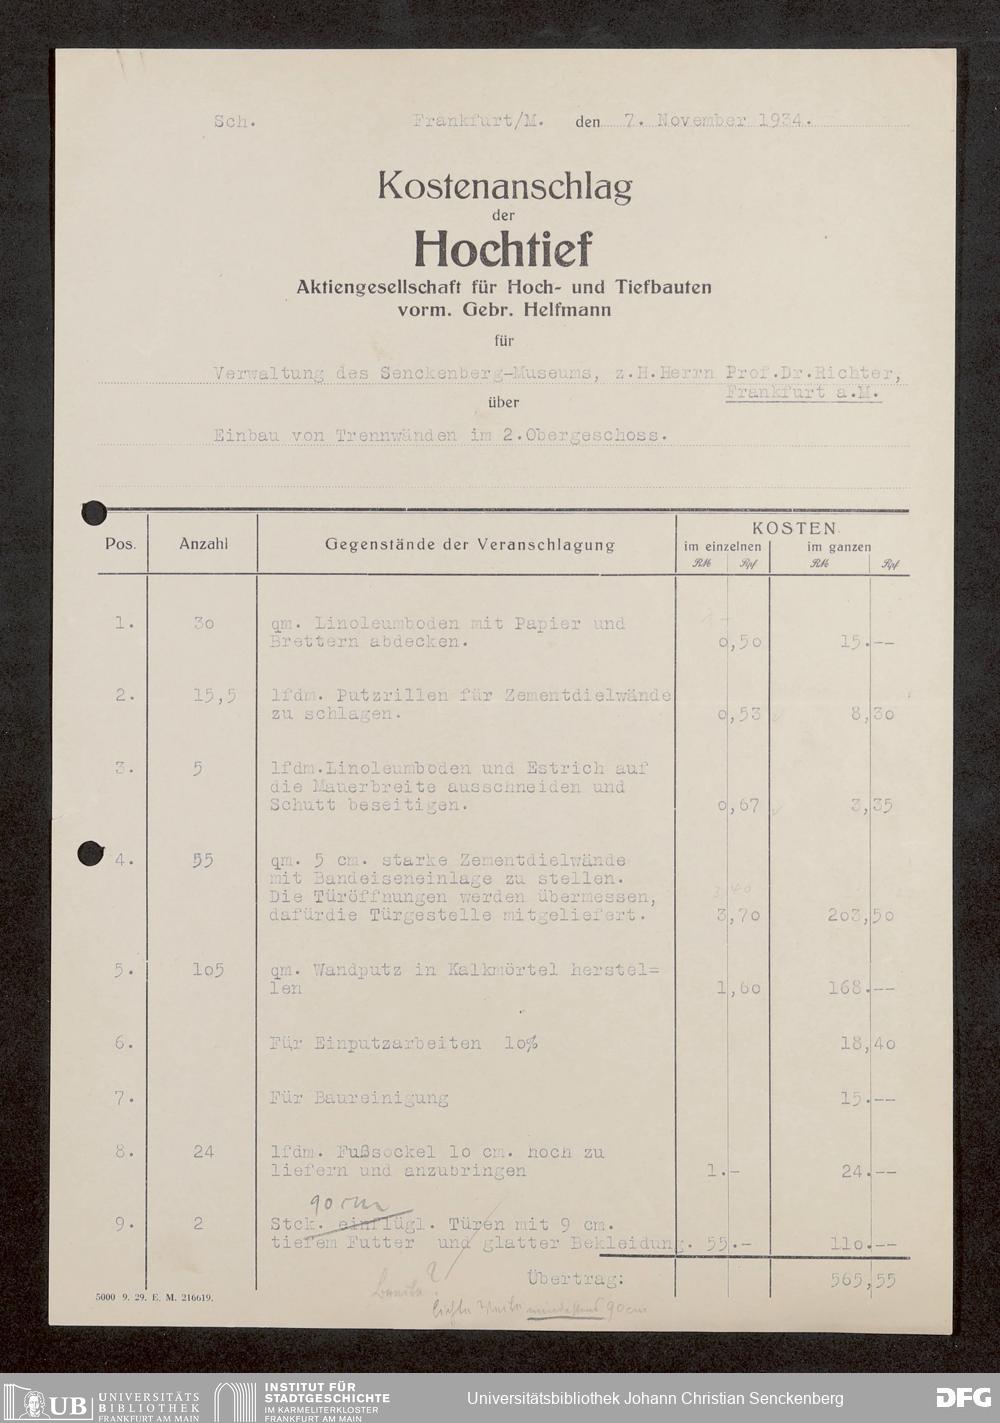 Sch. Frankfurt/M. den 7. November 1934.
Kostenanschlag
der
Hochtief
Aktiengesellschaft für Hoch- und Tiefbauten
vorm. Gebr. Helfmann
für
Verwaltung des Senckenberg-Museums, z.H.Herrn Prof.Dr.Richter,
Frankfurt a.M.
über
Einbau von Trennwänden im 2.Obergeschoss.
KOSTEN
Pos. Anzahl Gegenstände der Veranschlagung im einzelnen im ganzen
RM Rpf RM Rpf
1. 3o qm. Linoleumboden mit Papier und
Brettern abdecken. o,5o 15.--
2. 15,5 lfdm. Putzrillen für Zementdielwände
zu schlagen. o,53 8,3o
3. 5 lfdm.Linoleumboden und Estrich auf
die Mauerbreite ausschneiden und
Schutt beseitigen. o,67 3,35
4. 55 qm. 5 cm. starke Zementdielwände
mit Bandeiseneinlage zu stellen.
Die Türöffnungen werden übermessen,
dafürdie Türgestelle mitgeliefert. 3,7o 2o3,5o
5. 1o5 qm. Wandputz in Kalkmörtel herstel=
len 1,6o 168.--
6. Für Einputzarbeiten 1o% 18,4o
7. Für Baureinigung 15.--
8. 24 lfdm. Fußsockel 1o cm. hoch zu
liefern und anzubringen 1.- 24.--
90 cm
9. 2 Stck. einflügl. Türen mit 9 cm.
tiefem Futter und glatter Bekleidung. 55.- 11o.--
Übertrag: 565,55
Breite ?
lichte Weite mindestens 90 cm
5000 9. 29. E. M. 216619.
UB UNIVERSITÄTS
BIBLIOTHEK
FRANKFURT AM MAIN
INSTITUT FÜR
STADTGESCHICHTE
IM KARMELITERKLOSTER
FRANKFURT AM MAIN
Universitätsbibliothek Johann Christian Senckenberg
DFG